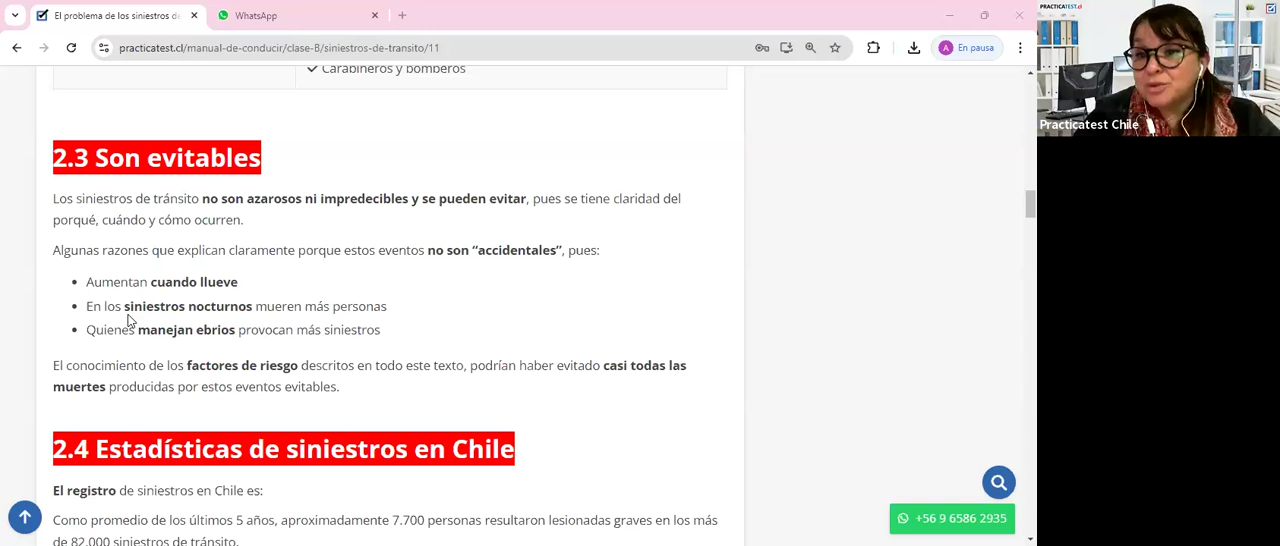 El problema de los siniestros de
WhatsApp
practicatest.cl/manual-de-conducir/clase-B/siniestros-de-transito/11
A
En pausa
PRACTICATEST.cl
Practicatest Chile
Carabineros y bomberos
2.3 Son evitables
Los siniestros de tránsito no son azarosos ni impredecibles y se pueden evitar, pues se tiene claridad del
porqué, cuándo y cómo ocurren.
Algunas razones que explican claramente porque estos eventos no son “accidentales”, pues:
Aumentan cuando llueve
En los siniestros nocturnos mueren más personas
Quienes manejan ebrios provocan más siniestros
El conocimiento de los factores de riesgo descritos en todo este texto, podrían haber evitado casi todas las
muertes producidas por estos eventos evitables.
2.4 Estadísticas de siniestros en Chile
El registro de siniestros en Chile es:
Como promedio de los últimos 5 años, aproximadamente 7.700 personas resultaron lesionadas graves en los más
de 82.000 siniestros de tránsito.
+56 9 6586 2935